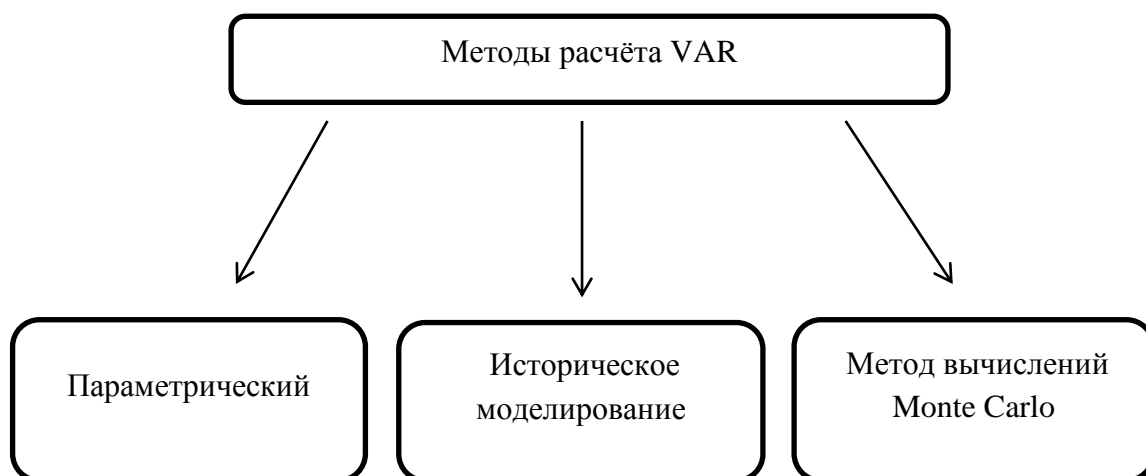 Методы расчёта VAR
Параметрический
Историческое
моделирование
Метод вычислений
Monte Carlo